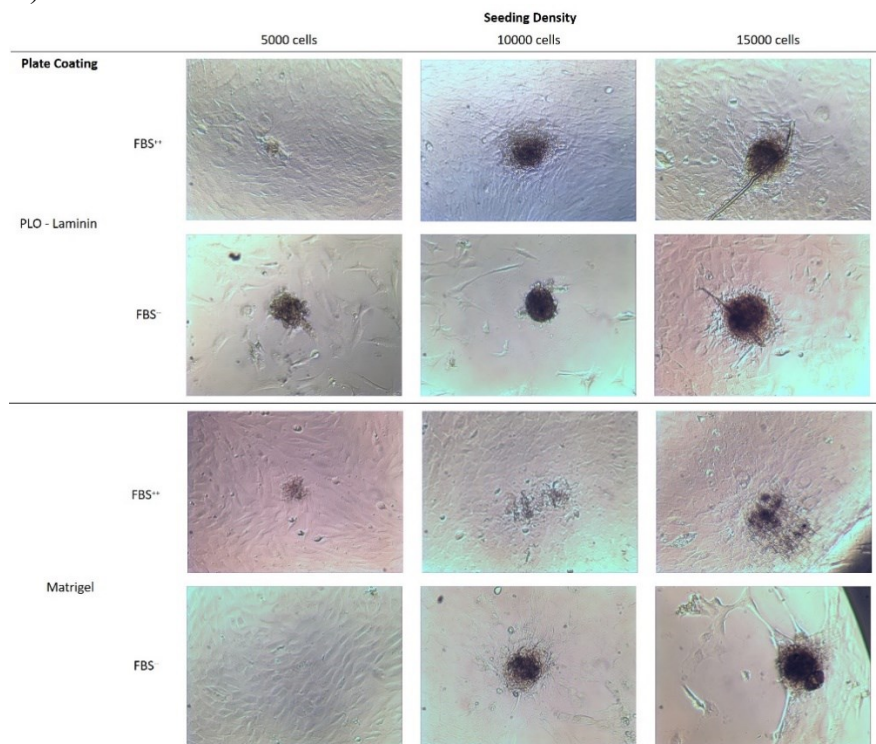 )
Seeding Density
5000 cells 10000 cells 15000 cells
Plate Coating
FBS⁺⁺
PLO - Laminin
FBS⁻
FBS⁺⁺
Matrigel
FBS⁻